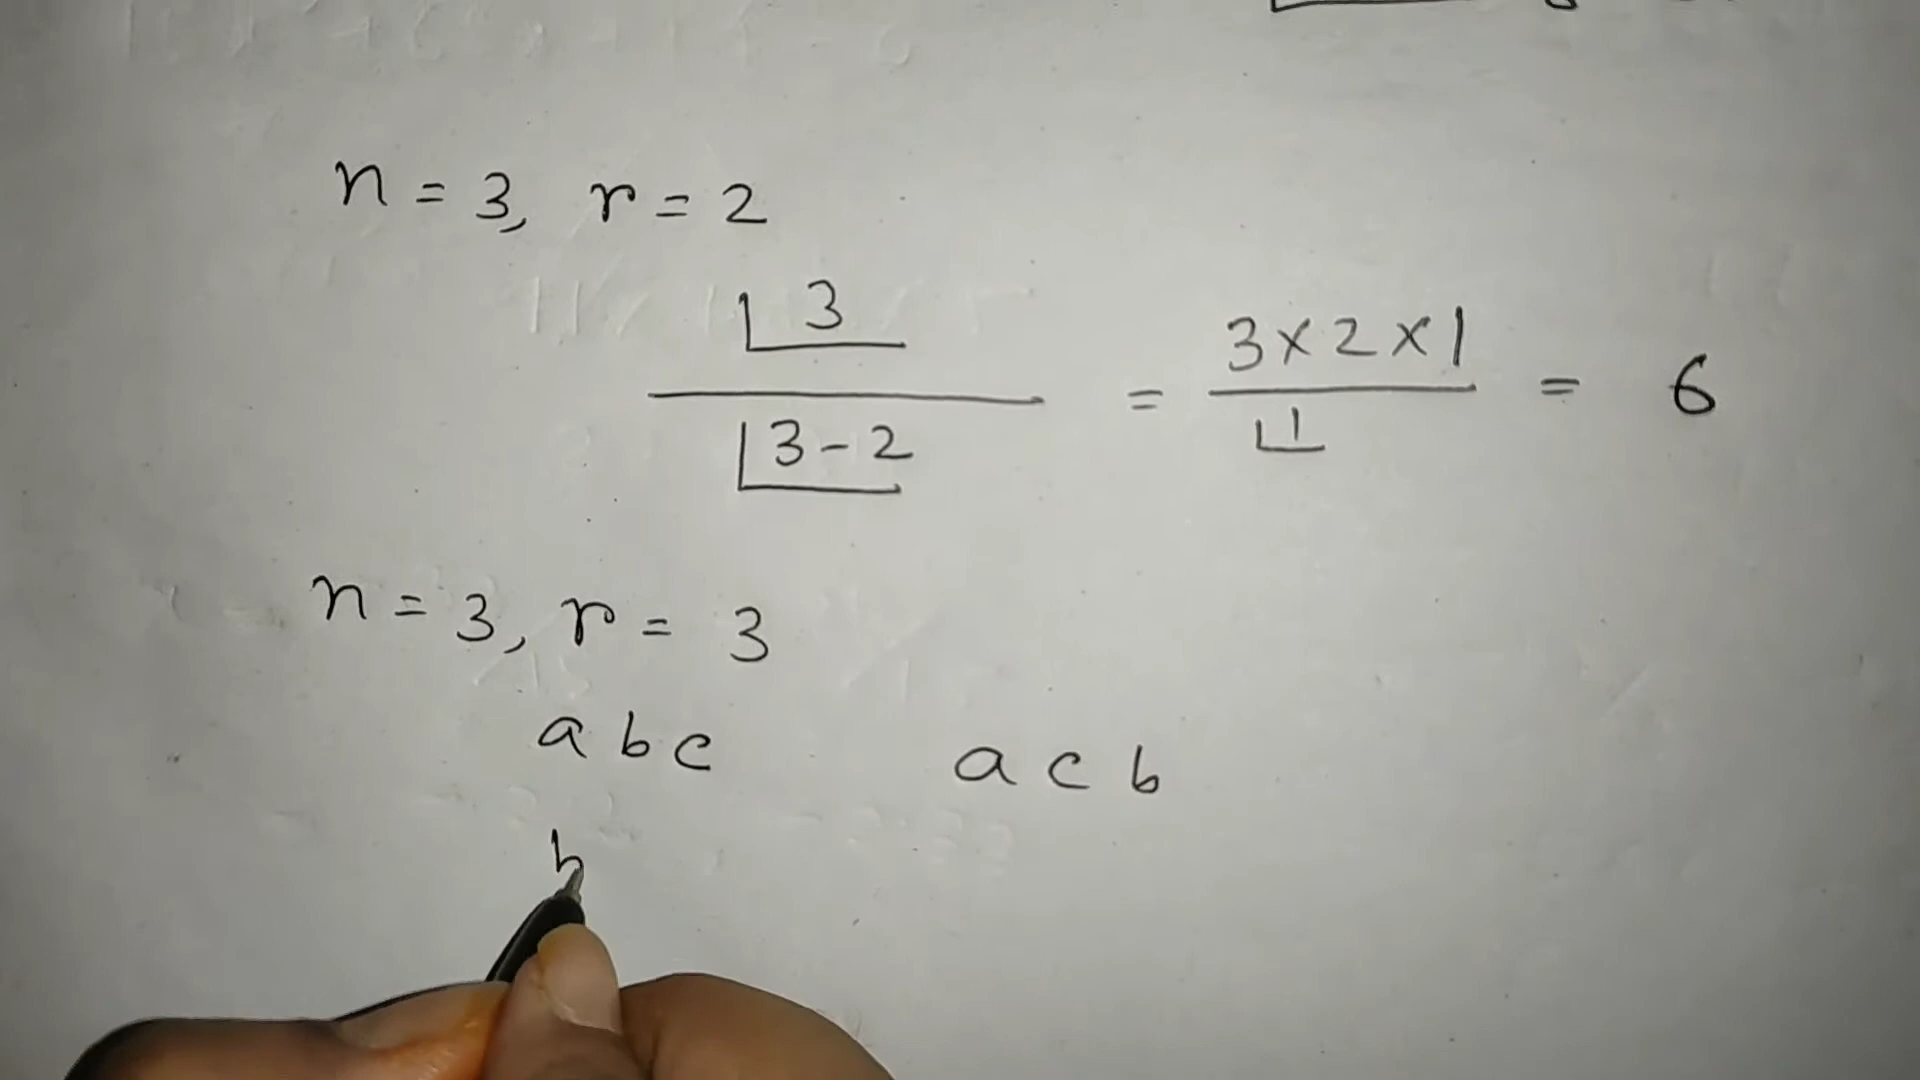 n = 3, r = 2
⌊3 / ⌊3-2 = 3×2×1 / ⌊1 = 6
n = 3, r = 3
a b c a c b
b